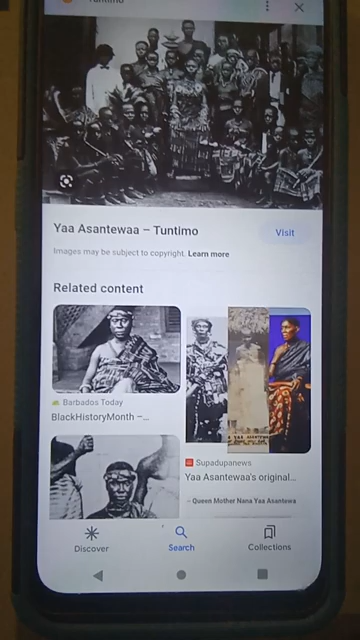 Tuntimo
Yaa Asantewaa – Tuntimo
Visit
Images may be subject to copyright. Learn more
Related content
Barbados Today
BlackHistoryMonth –...
Supadupanews
Yaa Asantewaa's original...
- Queen Mother Nana Yaa Asantewa
Discover
Search
Collections